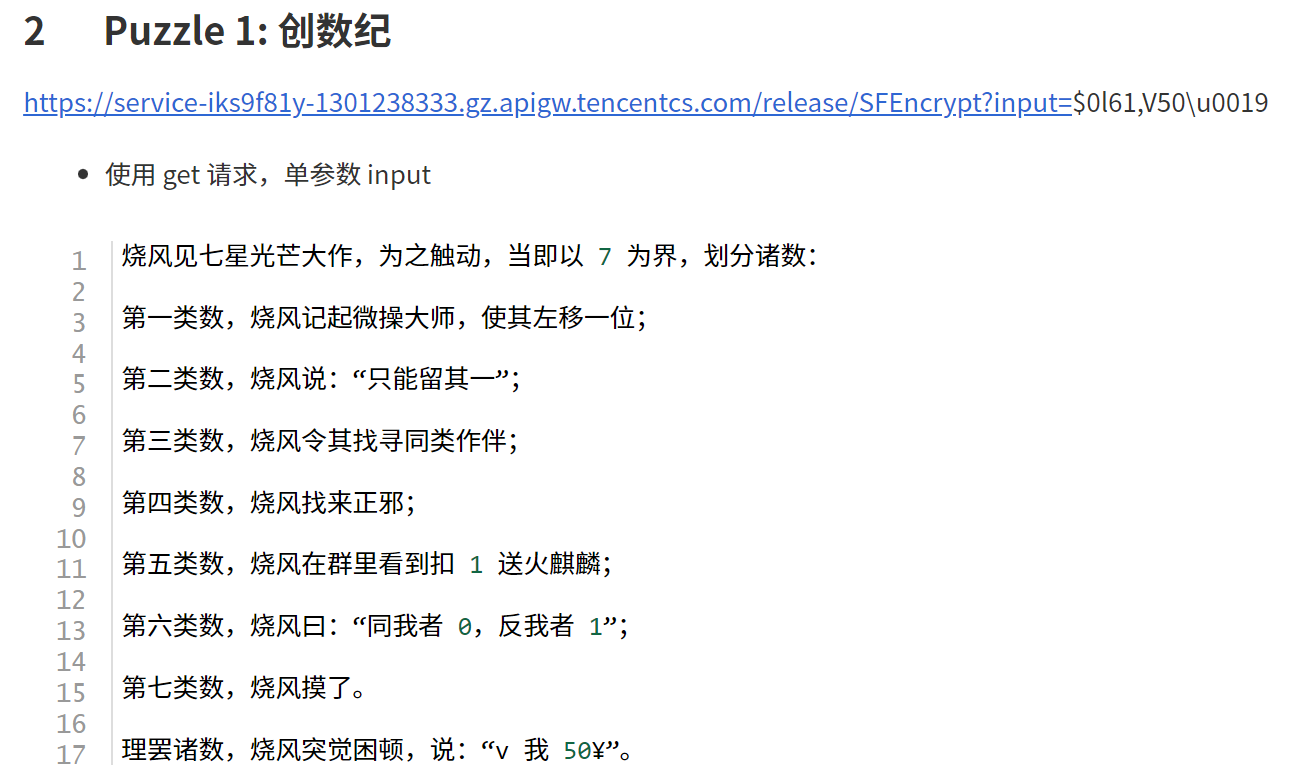 2 Puzzle 1: 创数纪
https://service-iks9f81y-1301238333.gz.apigw.tencentcs.com/release/SFEncrypt?input=$0l61,V50\u0019
• 使用 get 请求，单参数 input
1 烧风见七星光芒大作，为之触动，当即以 7 为界，划分诸数：
2
3 第一类数，烧风记起微操大师，使其左移一位；
4
5 第二类数，烧风说：“只能留其一”；
6
7 第三类数，烧风令其找寻同类作伴；
8
9 第四类数，烧风找来正邪；
10
11 第五类数，烧风在群里看到扣 1 送火麒麟；
12
13 第六类数，烧风曰：“同我者 0，反我者 1”；
14
15 第七类数，烧风摸了。
16
17 理罢诸数，烧风突觉困顿，说：“v 我 50¥”。